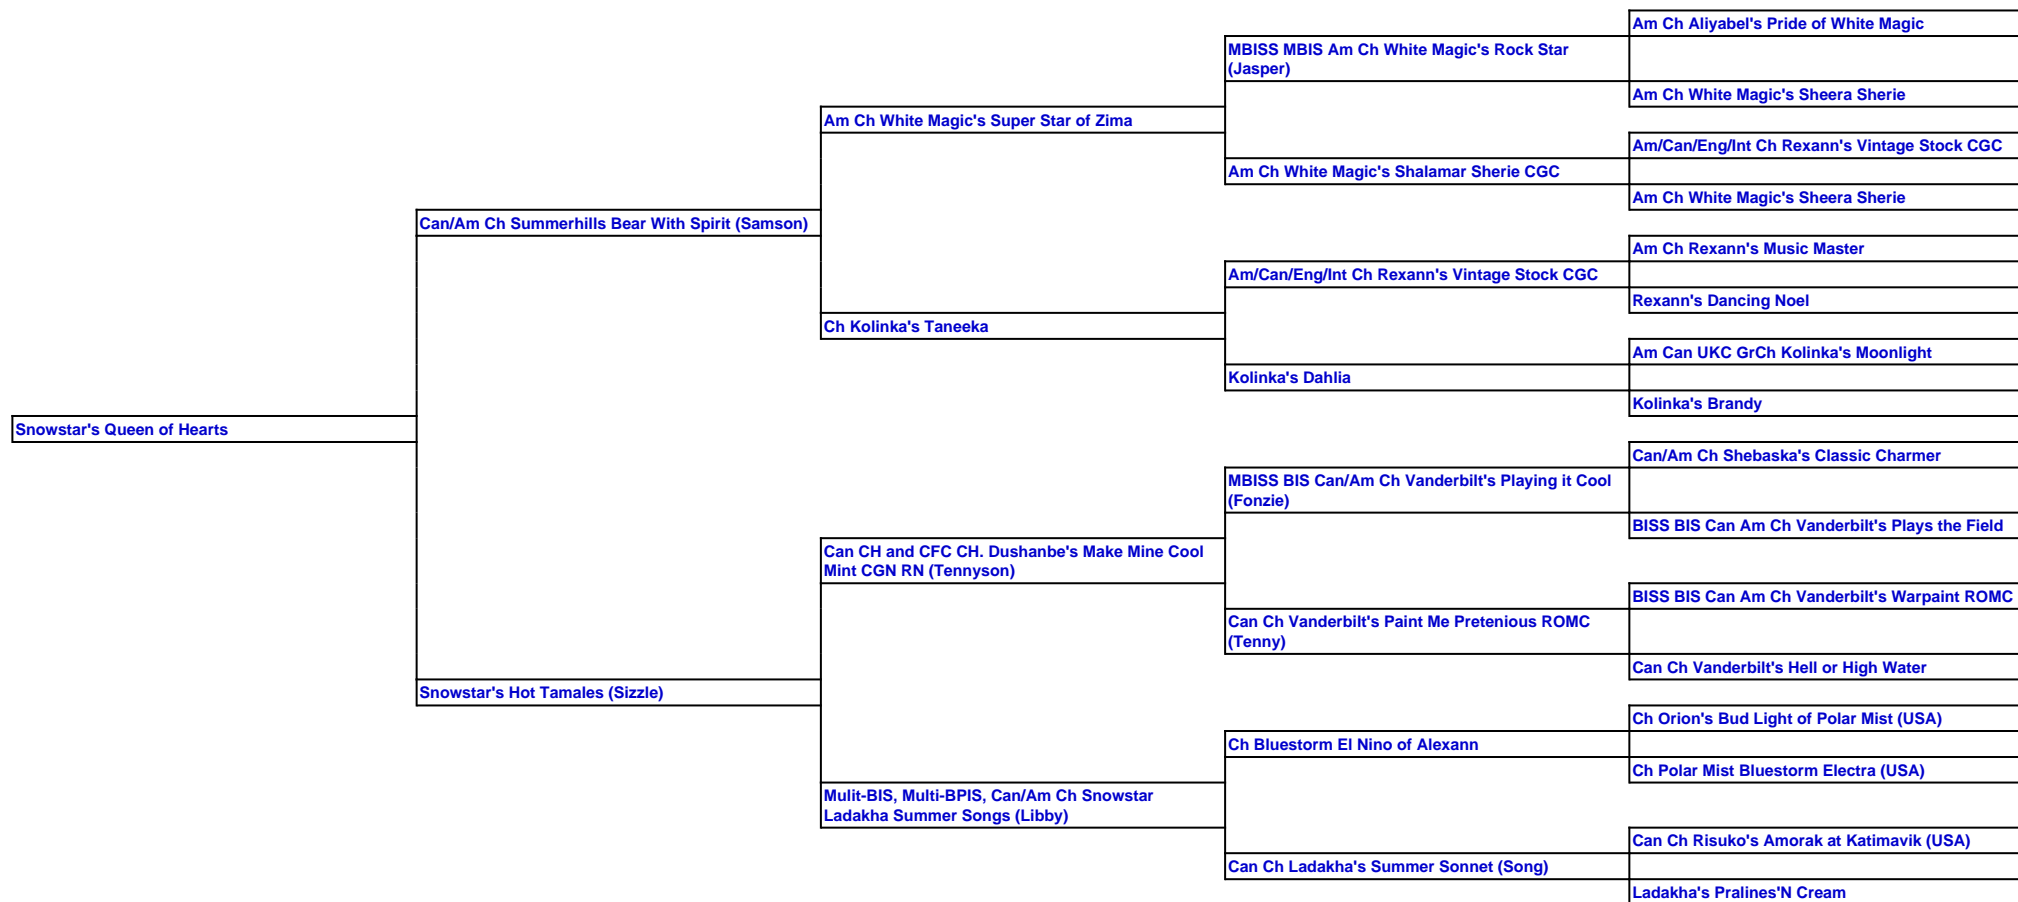 Am Ch Aliyabel's Pride of White Magic
MBISS MBIS Am Ch White Magic's Rock Star
(Jasper)
Am Ch White Magic's Sheera Sherie
Am Ch White Magic's Super Star of Zima
Am/Can/Eng/Int Ch Rexann's Vintage Stock CGC
Am Ch White Magic's Shalamar Sherie CGC
Am Ch White Magic's Sheera Sherie
Can/Am Ch Summerhills Bear With Spirit (Samson)
Am Ch Rexann's Music Master
Am/Can/Eng/Int Ch Rexann's Vintage Stock CGC
Rexann's Dancing Noel
Ch Kolinka's Taneeka
Am Can UKC GrCh Kolinka's Moonlight
Kolinka's Dahlia
Kolinka's Brandy
Snowstar's Queen of Hearts
Can/Am Ch Shebaska's Classic Charmer
MBISS BIS Can/Am Ch Vanderbilt's Playing it Cool
(Fonzie)
BISS BIS Can Am Ch Vanderbilt's Plays the Field
Can CH and CFC CH. Dushanbe's Make Mine Cool
Mint CGN RN (Tennyson)
BISS BIS Can Am Ch Vanderbilt's Warpaint ROMC
Can Ch Vanderbilt's Paint Me Pretenious ROMC
(Tenny)
Can Ch Vanderbilt's Hell or High Water
Snowstar's Hot Tamales (Sizzle)
Ch Orion's Bud Light of Polar Mist (USA)
Ch Bluestorm El Nino of Alexann
Ch Polar Mist Bluestorm Electra (USA)
Mulit-BIS, Multi-BPIS, Can/Am Ch Snowstar
Ladakha Summer Songs (Libby)
Can Ch Risuko's Amorak at Katimavik (USA)
Can Ch Ladakha's Summer Sonnet (Song)
Ladakha's Pralines'N Cream